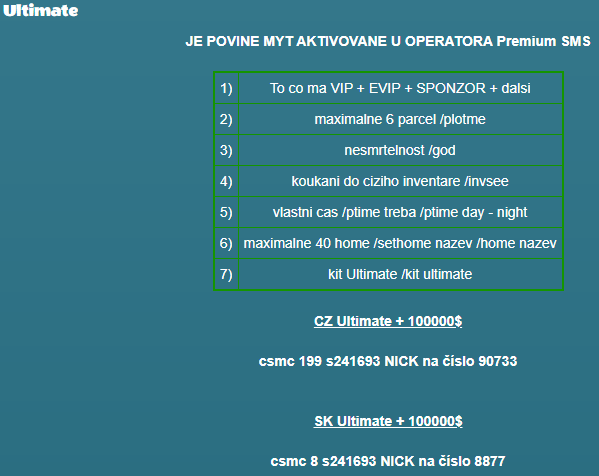 Ultimate
JE POVINE MYT AKTIVOVANE U OPERATORA Premium SMS
1) To co ma VIP + EVIP + SPONZOR + dalsi
2) maximalne 6 parcel /plotme
3) nesmrtelnost /god
4) koukani do ciziho inventare /invsee
5) vlastni cas /ptime treba /ptime day - night
6) maximalne 40 home /sethome nazev /home nazev
7) kit Ultimate /kit ultimate
CZ Ultimate + 100000$
csmc 199 s241693 NICK na číslo 90733
SK Ultimate + 100000$
csmc 8 s241693 NICK na číslo 8877